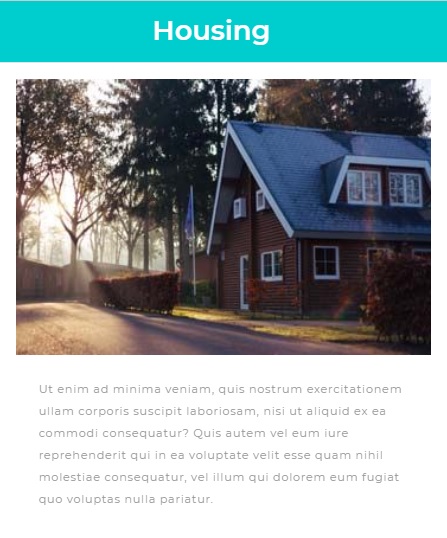 Housing
Ut enim ad minima veniam, quis nostrum exercitationem
ullam corporis suscipit laboriosam, nisi ut aliquid ex ea
commodi consequatur? Quis autem vel eum iure
reprehenderit qui in ea voluptate velit esse quam nihil
molestiae consequatur, vel illum qui dolorem eum fugiat
quo voluptas nulla pariatur.